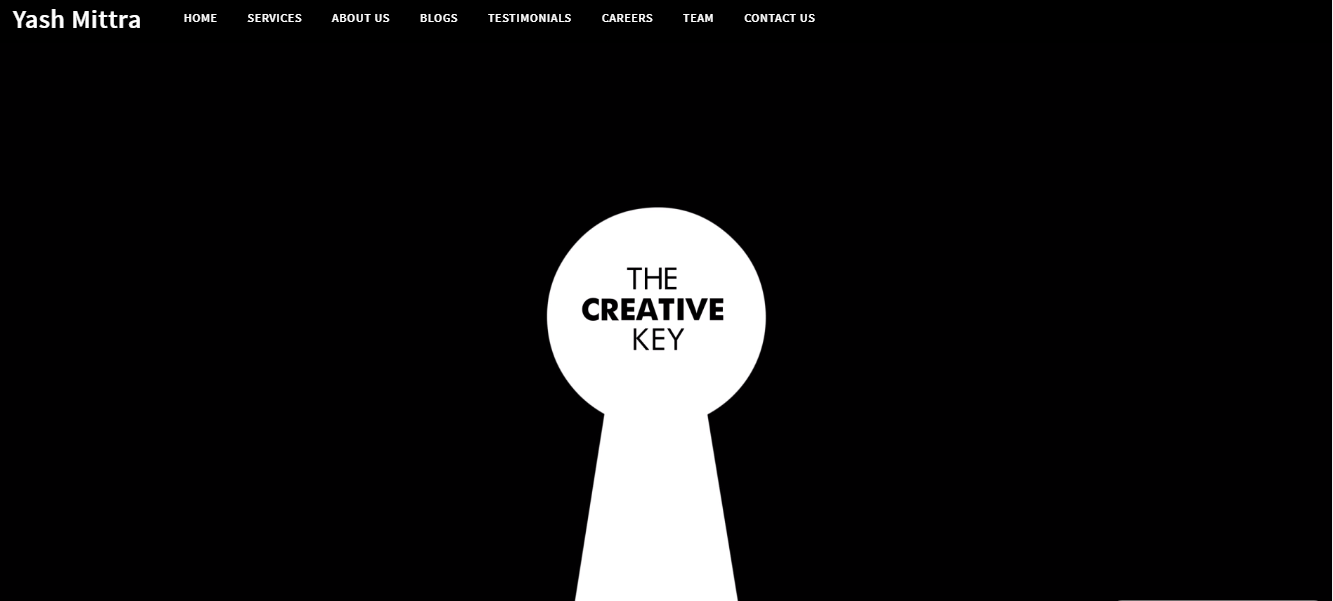 Yash Mittra HOME SERVICES ABOUT US BLOGS TESTIMONIALS CAREERS TEAM CONTACT US
THE
CREATIVE
KEY